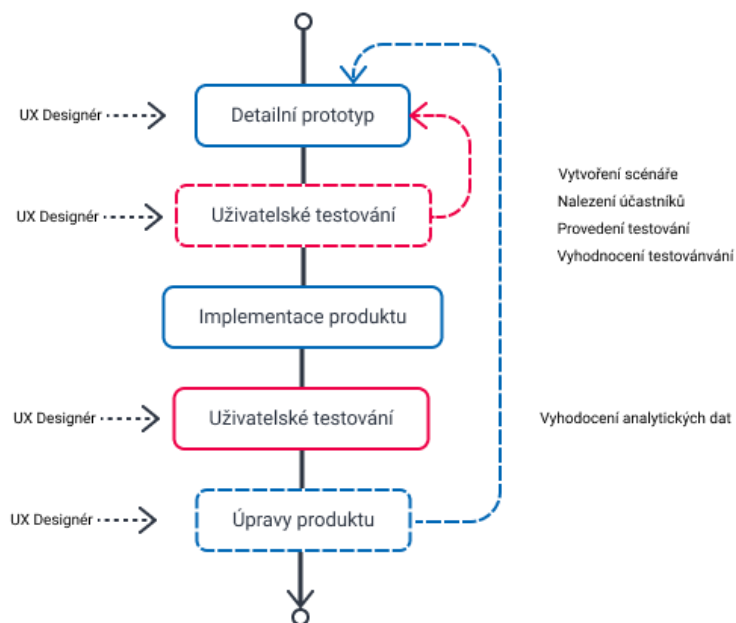 UX Designér
Detailní prototyp
Vytvoření scénáře
Nalezení účastníků
UX Designér
Uživatelské testování
Provedení testování
Vyhodnocení testovánvání
Implementace produktu
UX Designér
Uživatelské testování
Vyhodocení analytických dat
UX Designér
Úpravy produktu